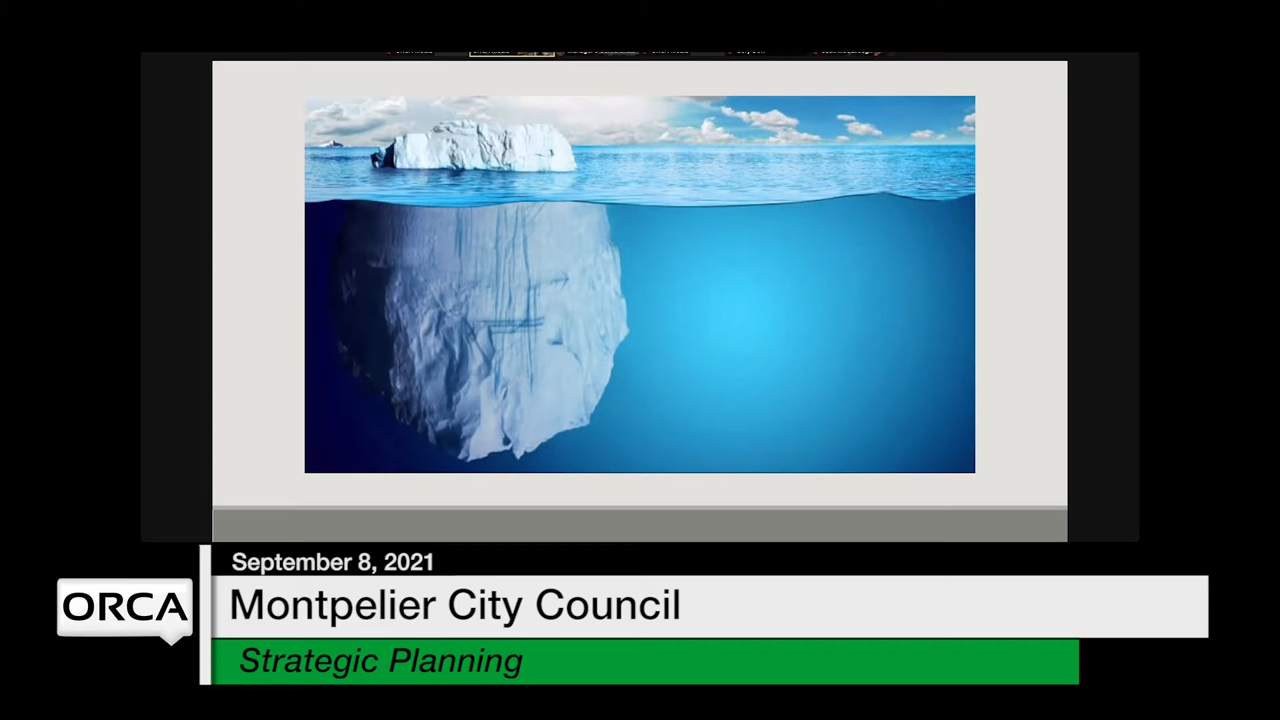 September 8, 2021
ORCA
Montpelier City Council
Strategic Planning